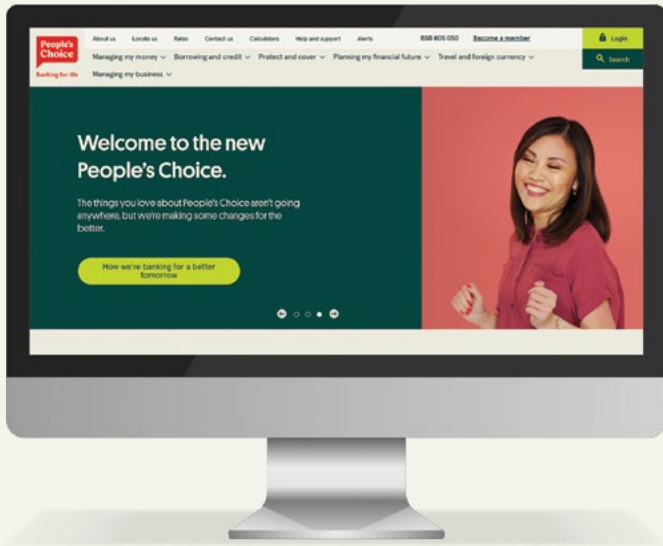 People's
Choice
Banking for life
About us Locate us Rates Contact us Calculators Help and support Alerts BSB 805 050 Become a member Login
Managing my money Borrowing and credit Protect and cover Planning my financial future Travel and foreign currency Search
Managing my business
Welcome to the new
People's Choice.
The things you love about People's Choice aren't going
anywhere, but we're making some changes for the
better.
How we're banking for a better
tomorrow